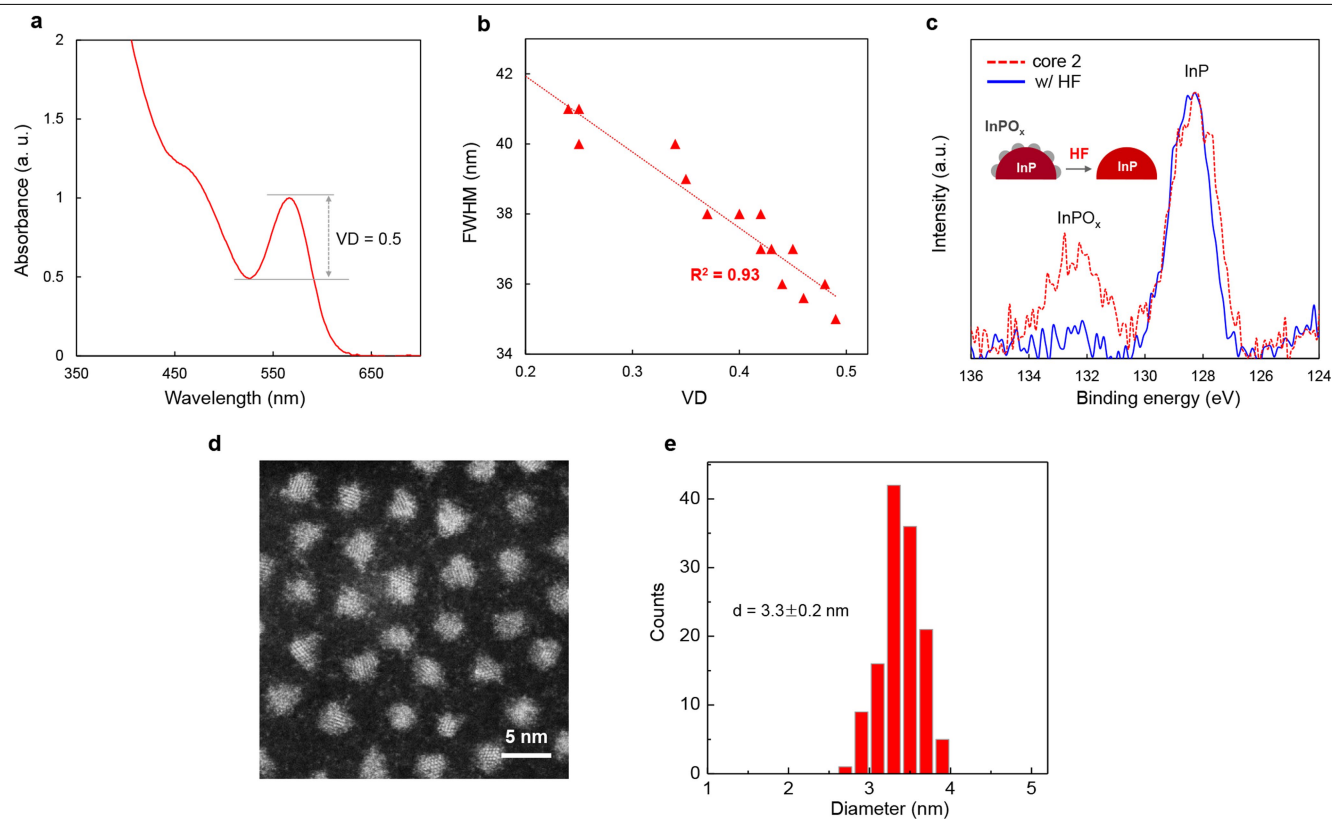 a
2
1.5
1
0.5
0
350
450
550
650
Absorbance (a. u.)
Wavelength (nm)
VD = 0.5
b
42
40
38
36
34
0.2
0.3
0.4
0.5
FWHM (nm)
VD
R² = 0.93
c
core 2
w/ HF
InP
InPOₓ
HF
InP
InP
InPOₓ
Intensity (a.u.)
136
134
132
130
128
126
124
Binding energy (eV)
d
5 nm
e
40
30
20
10
0
1
2
3
4
5
Counts
d = 3.3±0.2 nm
Diameter (nm)